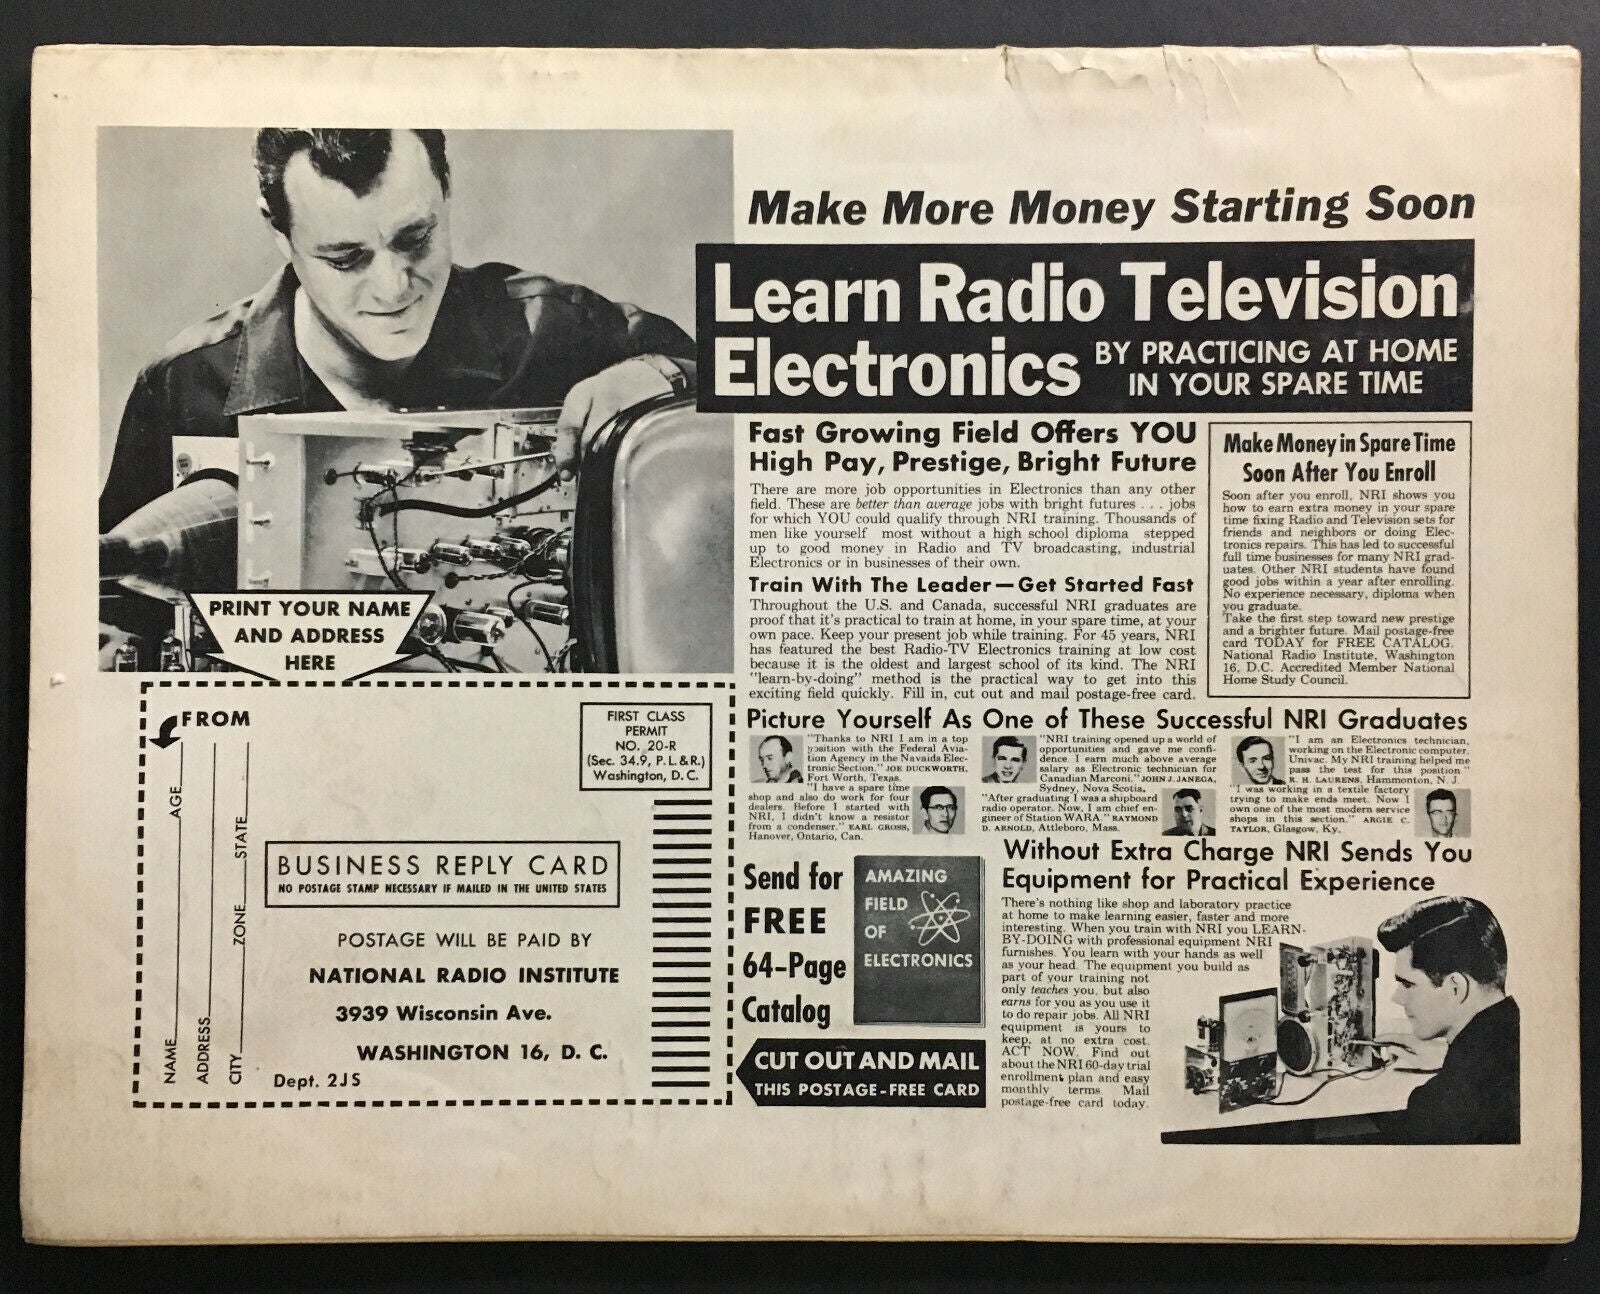 Make More Money Starting Soon
Learn Radio Television
Electronics BY PRACTICING AT HOME
IN YOUR SPARE TIME
Fast Growing Field Offers YOU
High Pay, Prestige, Bright Future
There are more job opportunities in Electronics than any other
field. These are better than average jobs with bright futures . . . jobs
for which YOU could qualify through NRI training. Thousands of
men like yourself most without a high school diploma stepped
up to good money in Radio and TV broadcasting, industrial
Electronics or in businesses of their own.
Train With The Leader—Get Started Fast
Throughout the U.S. and Canada, successful NRI graduates are
proof that it's practical to train at home, in your spare time, at your
own pace. Keep your present job while training. For 45 years, NRI
has featured the best Radio-TV Electronics training at low cost
because it is the oldest and largest school of its kind. The NRI
"learn-by-doing" method is the practical way to get into this
exciting field quickly. Fill in, cut out and mail postage-free card.
Make Money in Spare Time
Soon After You Enroll
Soon after you enroll, NRI shows you
how to earn extra money in your spare
time fixing Radio and Television sets for
friends and neighbors or doing Elec-
tronics repairs. This has led to successful
full time businesses for many NRI grad-
uates. Other NRI students have found
good jobs within a year after enrolling.
No experience necessary, diploma when
you graduate.
Take the first step toward new prestige
and a brighter future. Mail postage-free
card TODAY for FREE CATALOG.
National Radio Institute, Washington
16, D.C. Accredited Member National
Home Study Council.
Picture Yourself As One of These Successful NRI Graduates
"Thanks to NRI I am in a top
position with the Federal Avia-
tion Agency in the Navaids Elec-
tronic Section." JOE DUCKWORTH,
Fort Worth, Texas.
"I have a spare time
shop and also do work for four
dealers. Before I started with
NRI, I didn't know a resistor
from a condenser." EARL GROSS,
Hanover, Ontario, Can.
"NRI training opened up a world of
opportunities and gave me confi-
dence. I earn much above average
salary as Electronic technician for
Canadian Marconi." JOHN J. JANEGA,
Sydney, Nova Scotia.
"After graduating I was a shipboard
radio operator. Now, I am chief en-
gineer of Station WARA." RAYMOND
D. ARNOLD, Attleboro, Mass.
"I am an Electronics technician,
working on the Electronic computer,
Univac. My NRI training helped me
pass the test for this position."
R. H. LAURENS, Hammonton, N. J.
"I was working in a textile factory
trying to make ends meet. Now I
own one of the most modern service
shops in this section." ARGIE C.
TAYLOR, Glasgow, Ky.
Send for
FREE
64-Page
Catalog
AMAZING
FIELD
OF
ELECTRONICS
CUT OUT AND MAIL
THIS POSTAGE-FREE CARD
Without Extra Charge NRI Sends You
Equipment for Practical Experience
There's nothing like shop and laboratory practice
at home to make learning easier, faster and more
interesting. When you train with NRI you LEARN-
BY-DOING with professional equipment NRI
furnishes. You learn with your hands as well
as your head. The equipment you build as
part of your training not
only teaches you, but also
earns for you as you use it
to do repair jobs. All NRI
equipment is yours to
keep, at no extra cost.
ACT NOW. Find out
about the NRI 60-day trial
enrollment plan and easy
monthly terms. Mail
postage-free card today.
PRINT YOUR NAME
AND ADDRESS
HERE
FROM
NAME AGE
ADDRESS
CITY ZONE STATE
FIRST CLASS
PERMIT
NO. 20-R
(Sec. 34.9, P.L.&R.)
Washington, D.C.
BUSINESS REPLY CARD
NO POSTAGE STAMP NECESSARY IF MAILED IN THE UNITED STATES
POSTAGE WILL BE PAID BY
NATIONAL RADIO INSTITUTE
3939 Wisconsin Ave.
WASHINGTON 16, D. C.
Dept. 2JS